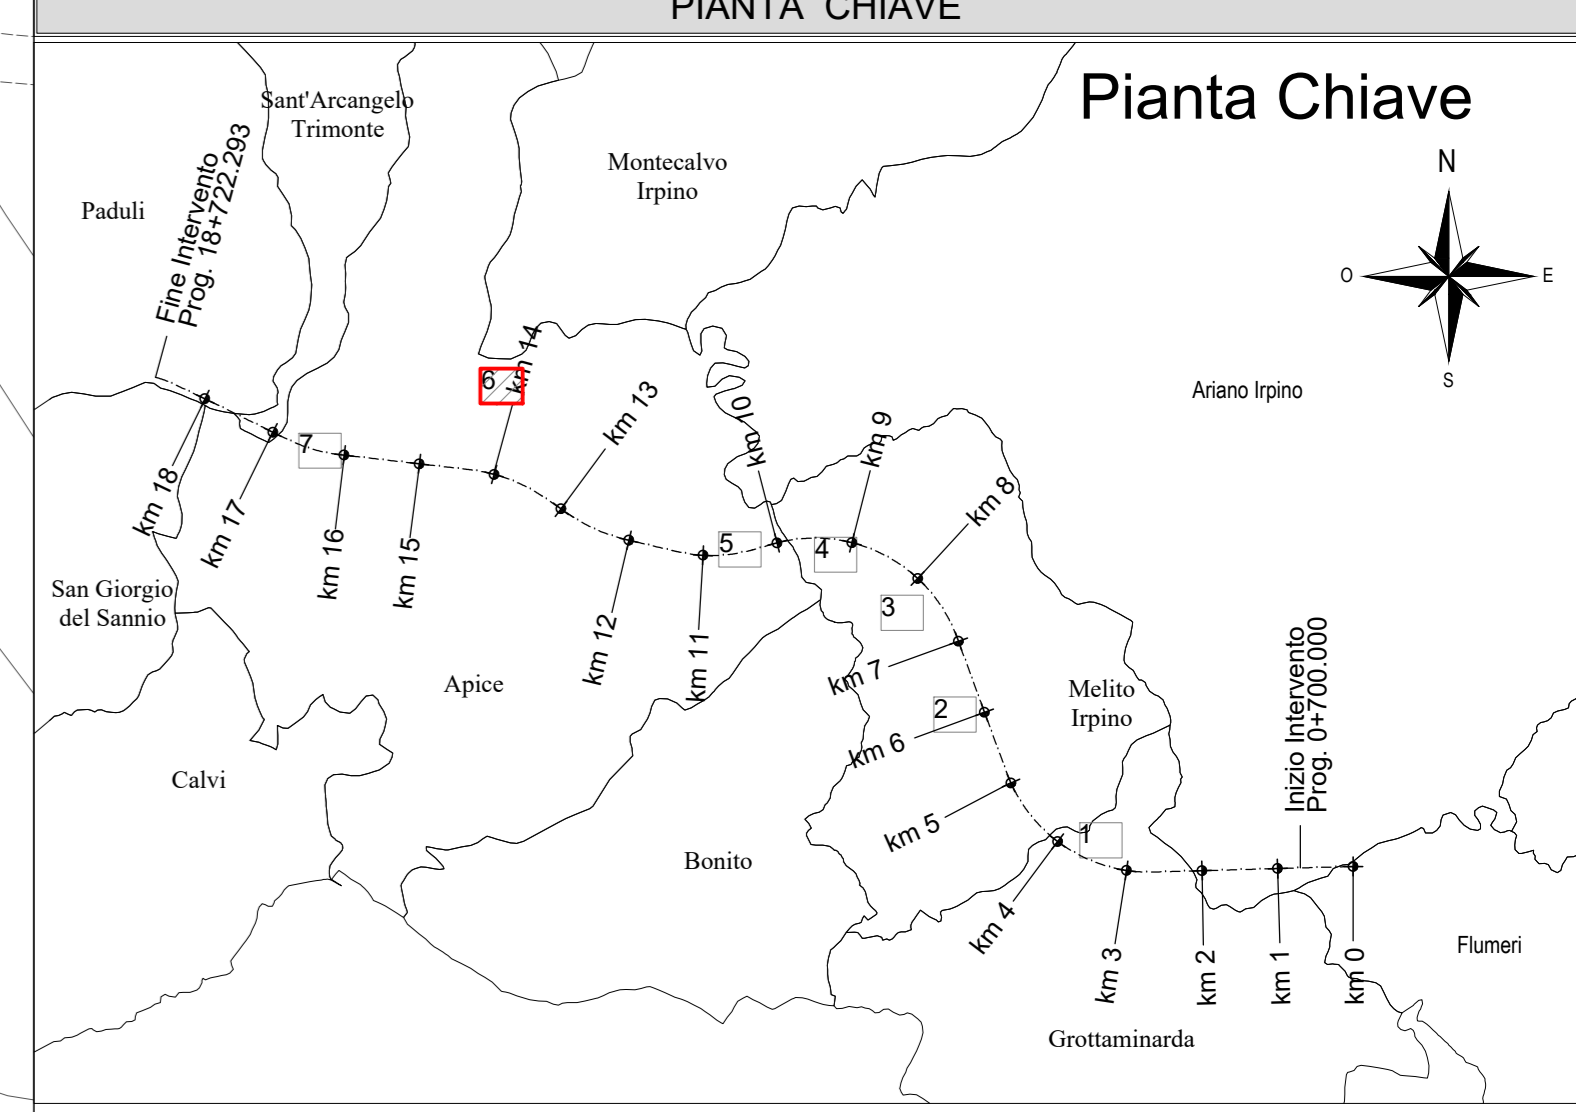 PIANTA CHIAVE
Pianta Chiave
Sant'Arcangelo
Trimonte
Montecalvo
Irpino
Paduli
Fine Intervento
Prog. 18+722.293
N
O
E
S
Ariano Irpino
6
km 14
km 13
km 10
km 9
km 8
7
km 18
km 17
km 16
km 15
5
4
3
San Giorgio
del Sannio
km 12
km 11
km 7
Apice
2
km 6
Melito
Irpino
Inizio Intervento
Prog. 0+700.000
Calvi
km 5
1
Bonito
km 4
km 3
km 2
km 1
km 0
Flumeri
Grottaminarda